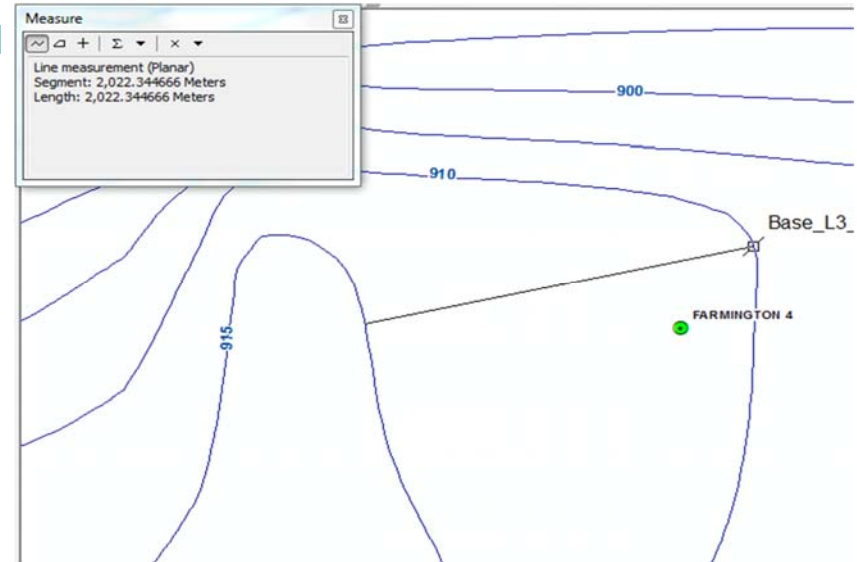 Measure
Line measurement (Planar)
Segment: 2,022.344666 Meters
Length: 2,022.344666 Meters
900
910
Base_L3_
FARMINGTON 4
915